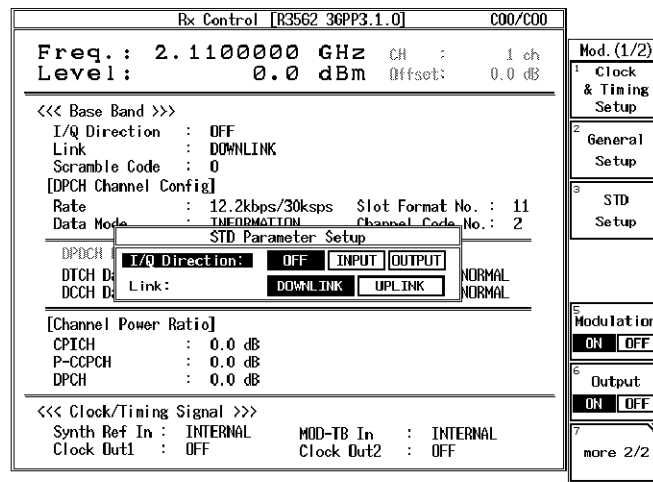 Rx Control [R3562 3GPP3.1.0] C00/C00
Freq.: 2.1100000 GHz CH : 1 ch
Level: 0.0 dBm Offset: 0.0 dB
<<< Base Band >>>
I/Q Direction : OFF
Link : DOWNLINK
Scramble Code : 0
[DPCH Channel Config]
Rate : 12.2kbps/30ksps Slot Format No. : 11
Data Mode : INFORMATION Channel Code No.: 2
STD Parameter Setup
DPDCH
I/Q Direction: OFF INPUT OUTPUT
DTCH D NORMAL
Link: DOWNLINK UPLINK
DCCH D NORMAL
[Channel Power Ratio]
CPICH : 0.0 dB
P-CCPCH : 0.0 dB
DPCH : 0.0 dB
<<< Clock/Timing Signal >>>
Synth Ref In : INTERNAL MOD-TB In : INTERNAL
Clock Out1 : OFF Clock Out2 : OFF
Mod.(1/2)
1 Clock
& Timing
Setup
2 General
Setup
3 STD
Setup
5 Modulation
ON OFF
6 Output
ON OFF
7 more 2/2